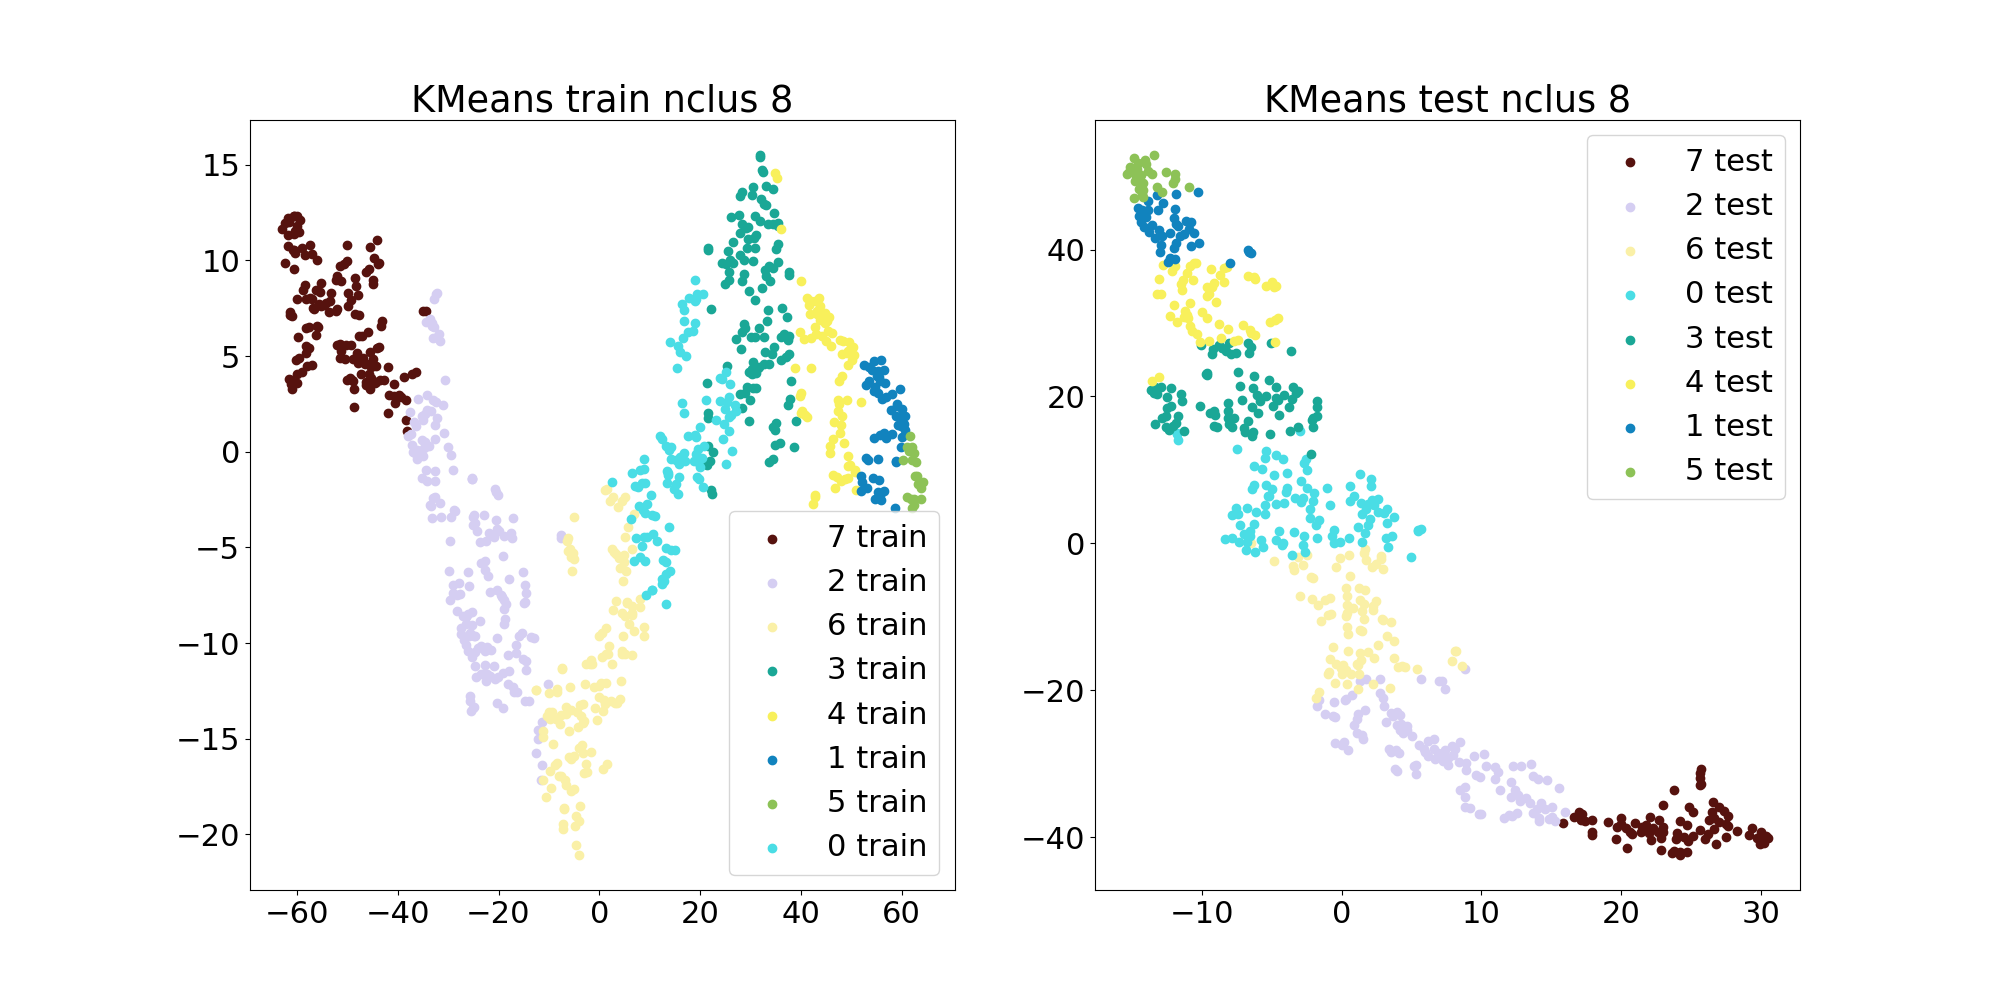 KMeans train nclus 8
15
10
5
0
−5
−10
−15
−20
−60
−40
−20
0
20
40
60
7 train
2 train
6 train
3 train
4 train
1 train
5 train
0 train
KMeans test nclus 8
40
20
0
−20
−40
−10
0
10
20
30
7 test
2 test
6 test
0 test
3 test
4 test
1 test
5 test